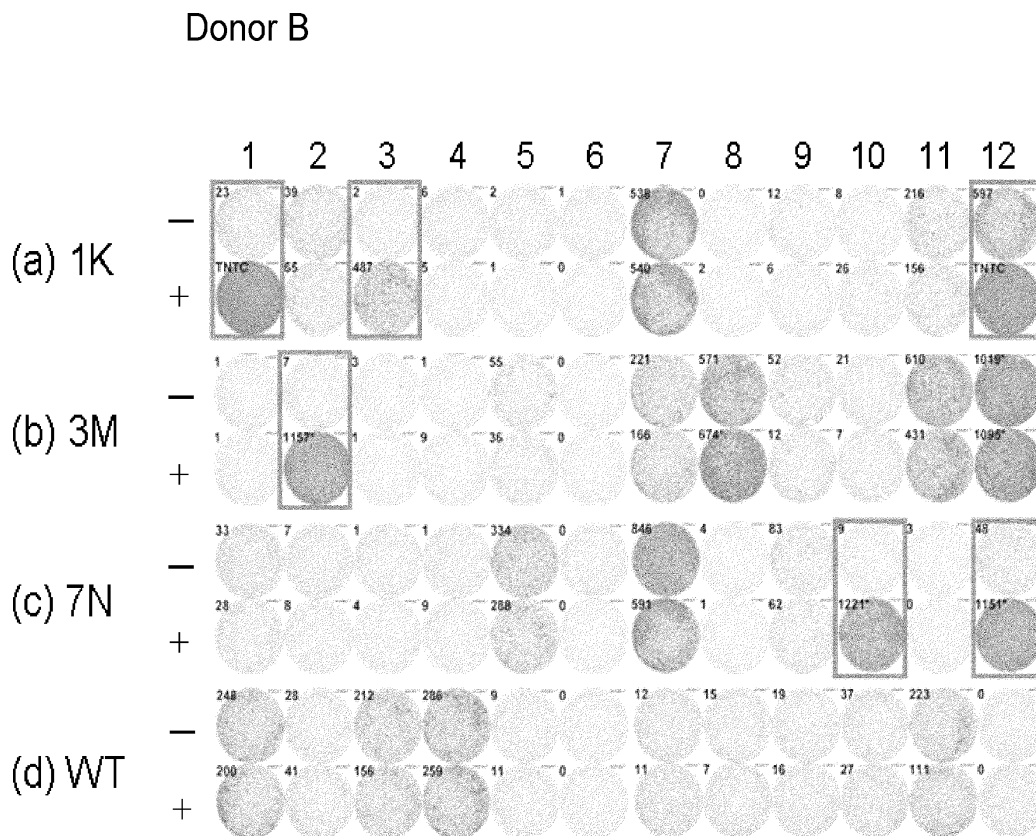 Donor B
1 2 3 4 5 6 7 8 9 10 11 12
(a) 1K
− 23 39 2 6 2 1 538 0 12 8 216 597
+ TNTC 65 487 5 1 0 540 2 6 26 156 TNTC
(b) 3M
− 1 7 3 1 55 0 221 571 52 21 610 1019*
+ 1 1157* 1 9 36 0 166 674* 12 7 431 1095*
(c) 7N
− 33 7 1 1 334 0 846 4 83 9 3 48
+ 28 8 4 9 288 0 591 1 62 1221* 0 1151*
(d) WT
− 248 28 212 286 9 0 12 15 19 37 223 0
+ 200 41 156 259 11 0 11 7 16 27 111 0